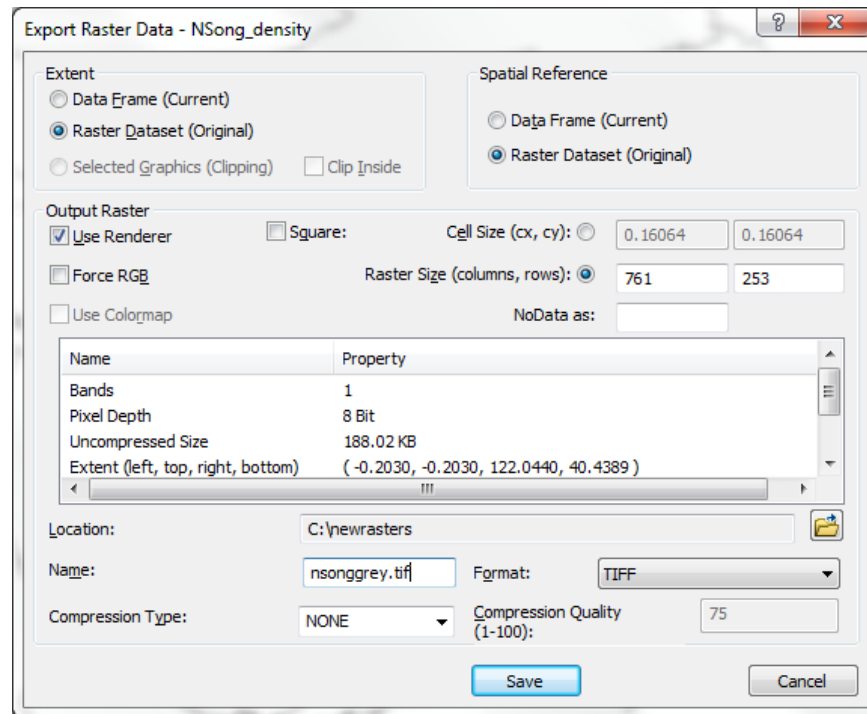 Export Raster Data - NSong_density
Extent
Data Frame (Current)
Raster Dataset (Original)
Selected Graphics (Clipping) Clip Inside
Spatial Reference
Data Frame (Current)
Raster Dataset (Original)
Output Raster
Use Renderer Square: Cell Size (cx, cy): 0.16064 0.16064
Force RGB Raster Size (columns, rows): 761 253
Use Colormap NoData as:
Name Property
Bands 1
Pixel Depth 8 Bit
Uncompressed Size 188.02 KB
Extent (left, top, right, bottom) ( -0.2030, -0.2030, 122.0440, 40.4389 )
Location: C:\newrasters
Name: nsonggrey.tif Format: TIFF
Compression Type: NONE Compression Quality (1-100): 75
Save Cancel